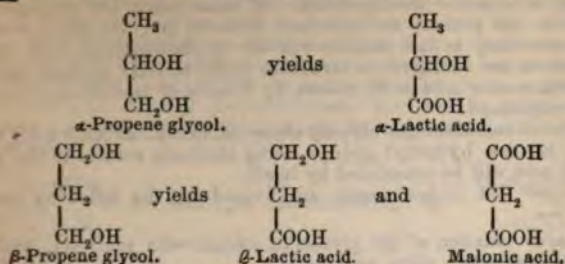 CH₃ CH₃
| |
CHOH yields CHOH
| |
CH₂OH COOH
α-Propene glycol. α-Lactic acid.
CH₂OH CH₂OH COOH
| | |
CH₂ yields CH₂ and CH₂
| | |
CH₂OH COOH COOH
β-Propene glycol. β-Lactic acid. Malonic acid.